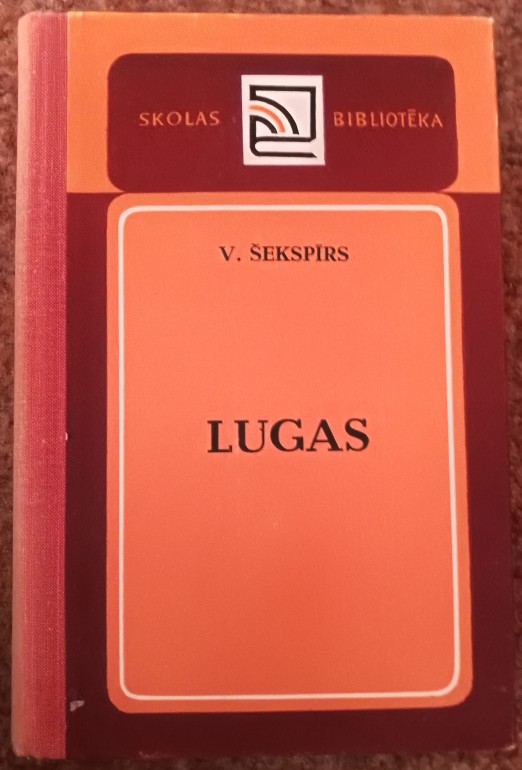 SKOLAS BIBLIOTĒKA
V. ŠEKSPĪRS
LUGAS